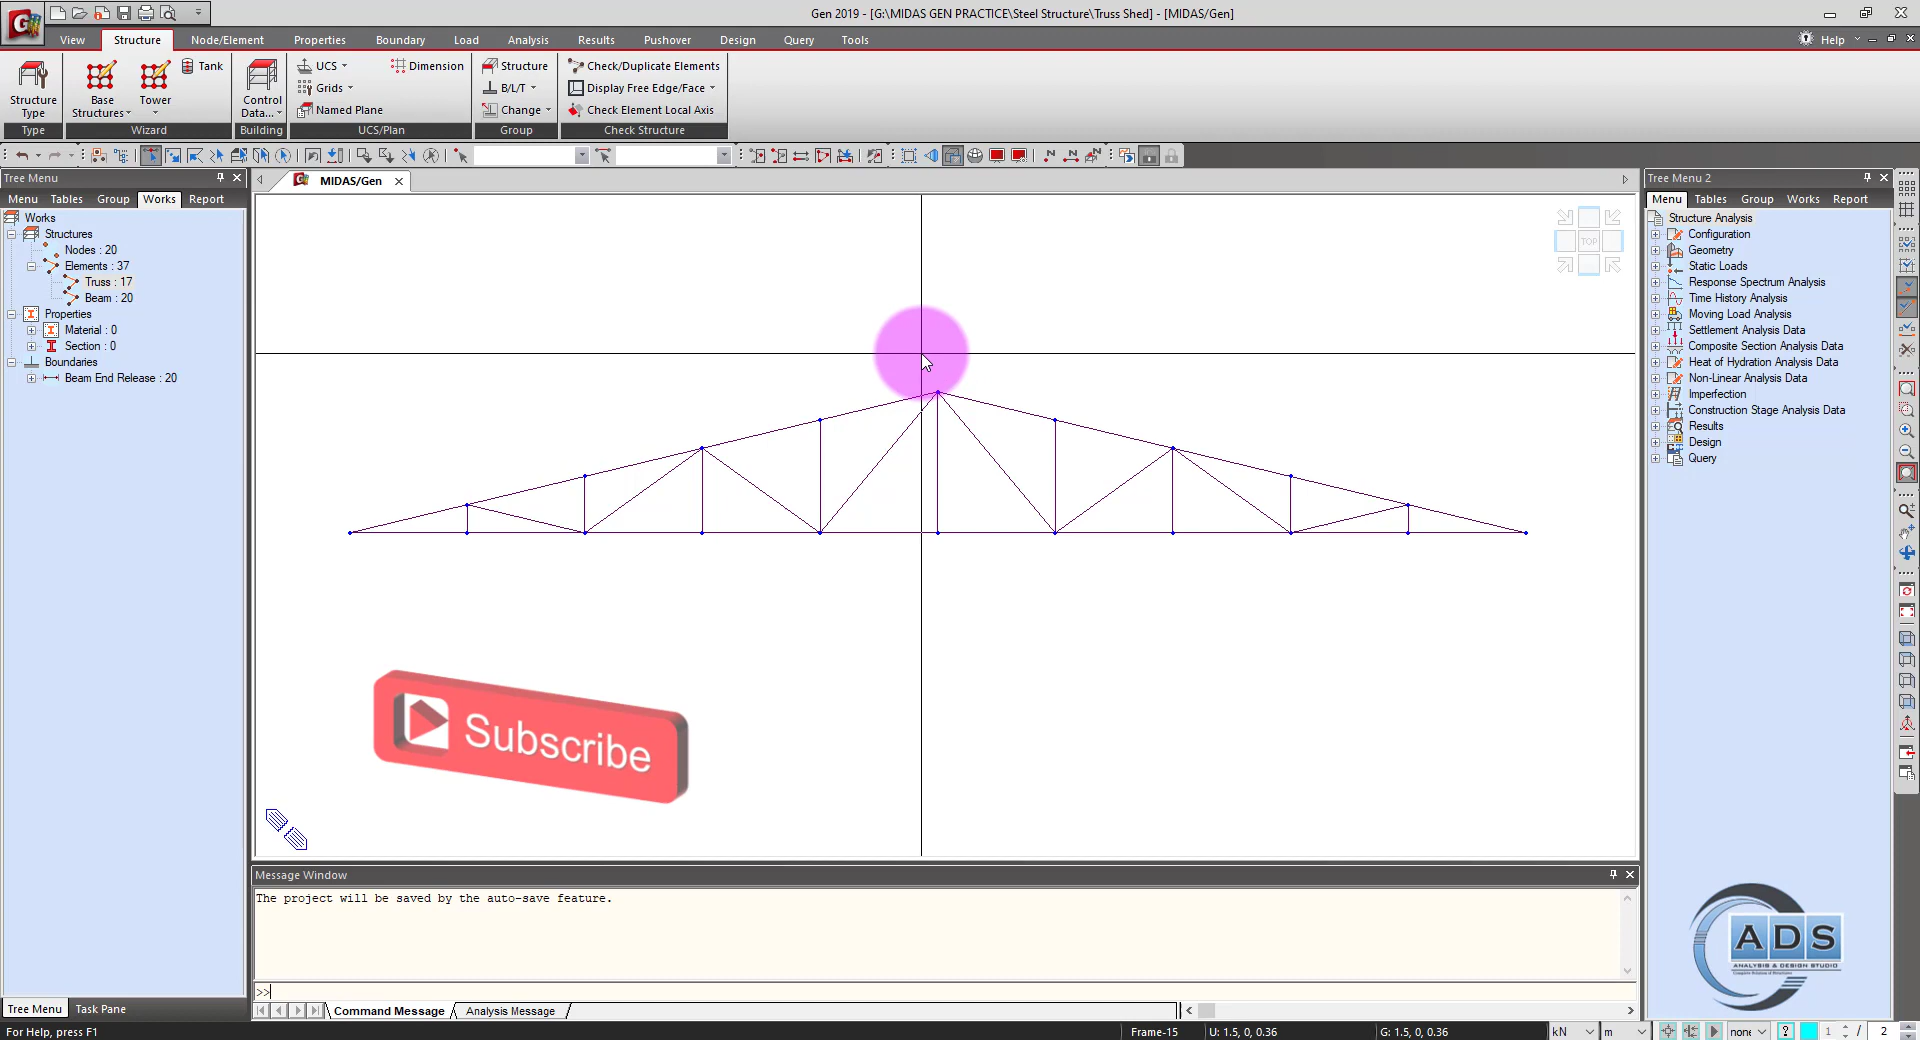 Gen 2019 - [G:\MIDAS GEN PRACTICE\Steel Structure\Truss Shed] - [MIDAS/Gen]
View Structure Node/Element Properties Boundary Load Analysis Results Pushover Design Query Tools Help
Structure Type
Type
Base Structures
Tower
Tank
Wizard
Control Data...
Building
UCS
Grids
Named Plane
Dimension
UCS/Plan
Structure
B/L/T
Change
Group
Check/Duplicate Elements
Display Free Edge/Face
Check Element Local Axis
Check Structure
Tree Menu
Menu Tables Group Works Report
Works
Structures
Nodes : 20
Elements : 37
Truss : 17
Beam : 20
Properties
Material : 0
Section : 0
Boundaries
Beam End Release : 20
Tree Menu Task Pane
MIDAS/Gen
TOP
Subscribe
Message Window
The project will be saved by the auto-save feature.
>>
Command Message Analysis Message
Tree Menu 2
Menu Tables Group Works Report
Structure Analysis
Configuration
Geometry
Static Loads
Response Spectrum Analysis
Time History Analysis
Moving Load Analysis
Settlement Analysis Data
Composite Section Analysis Data
Heat of Hydration Analysis Data
Non-Linear Analysis Data
Imperfection
Construction Stage Analysis Data
Results
Design
Query
ADS
ANALYSIS & DESIGN STUDIO
For Help, press F1
Frame-15
U: 1.5, 0, 0.36
G: 1.5, 0, 0.36
kN
m
none
? 1 / 2